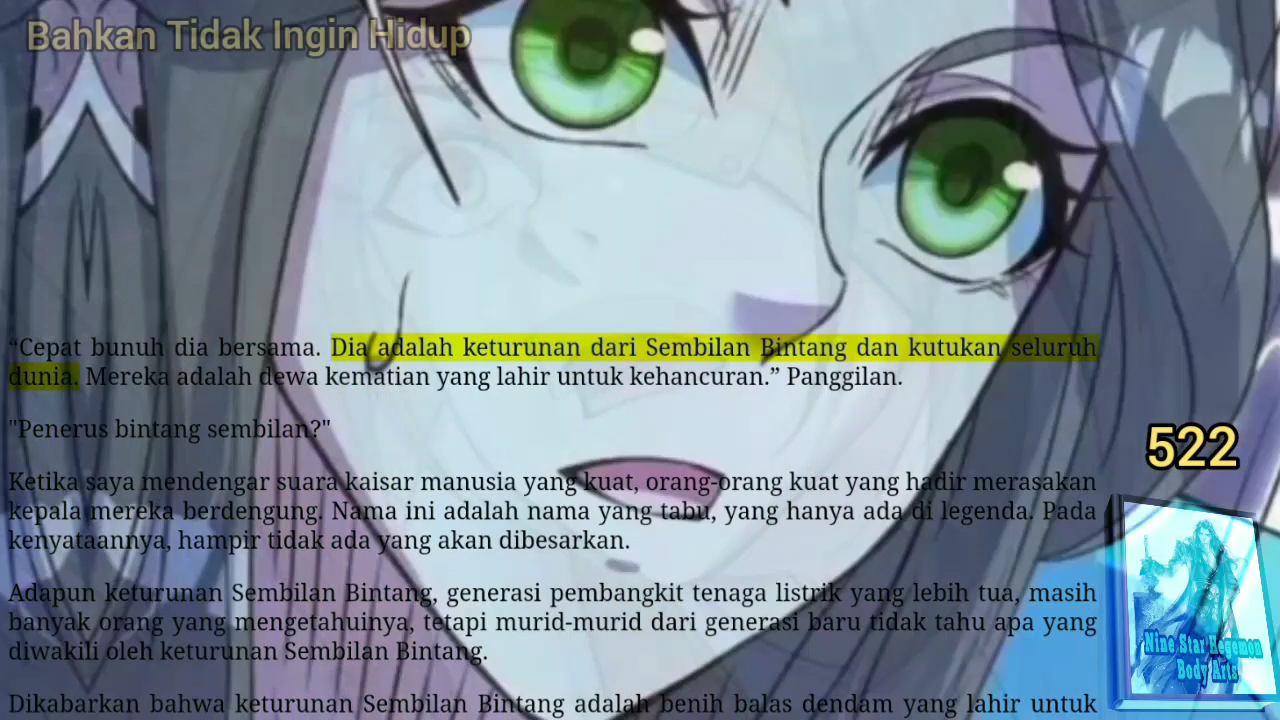 Bahkan Tidak Ingin Hidup
“Cepat bunuh dia bersama. Dia adalah keturunan dari Sembilan Bintang dan kutukan seluruh
dunia. Mereka adalah dewa kematian yang lahir untuk kehancuran.” Panggilan.
"Penerus bintang sembilan?"
Ketika saya mendengar suara kaisar manusia yang kuat, orang-orang kuat yang hadir merasakan
kepala mereka berdengung. Nama ini adalah nama yang tabu, yang hanya ada di legenda. Pada
kenyataannya, hampir tidak ada yang akan dibesarkan.
Adapun keturunan Sembilan Bintang, generasi pembangkit tenaga listrik yang lebih tua, masih
banyak orang yang mengetahuinya, tetapi murid-murid dari generasi baru tidak tahu apa yang
diwakili oleh keturunan Sembilan Bintang.
Dikabarkan bahwa keturunan Sembilan Bintang adalah benih balas dendam yang lahir untuk
522
Nine Star Hegemon
Body Arts